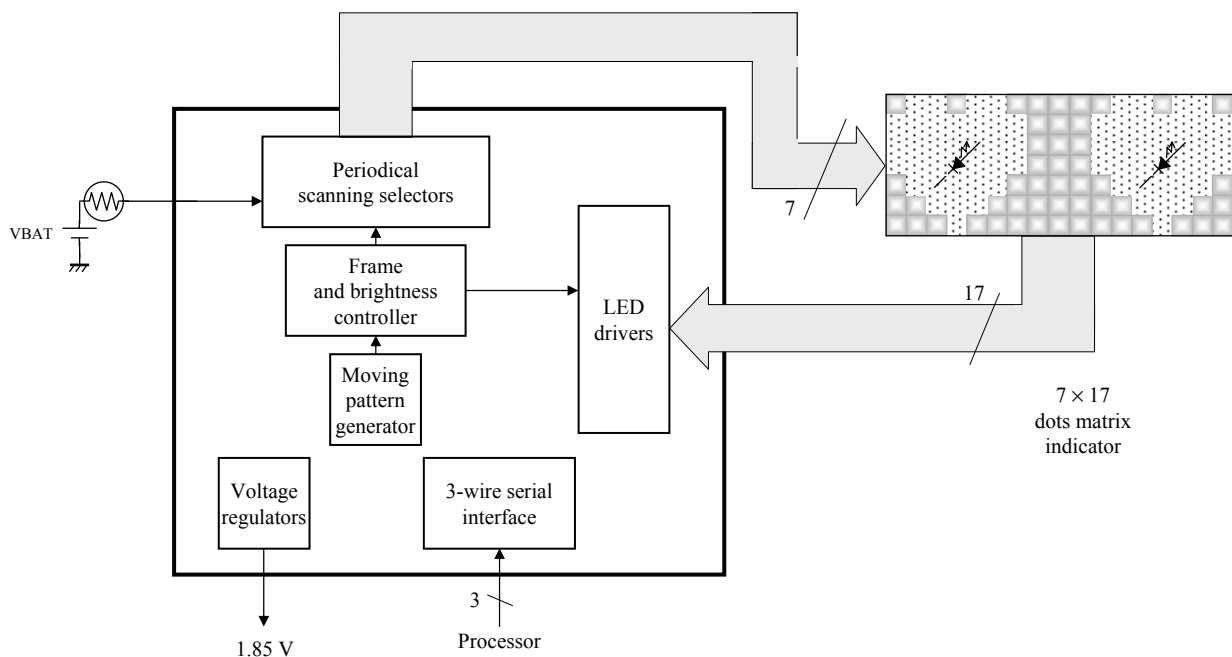 Periodical
scanning selectors
7
VBAT
Frame
and brightness
controller
LED
drivers
17
Moving
pattern
generator
7 × 17
dots matrix
indicator
Voltage
regulators
3-wire serial
interface
3
1.85 V
Processor